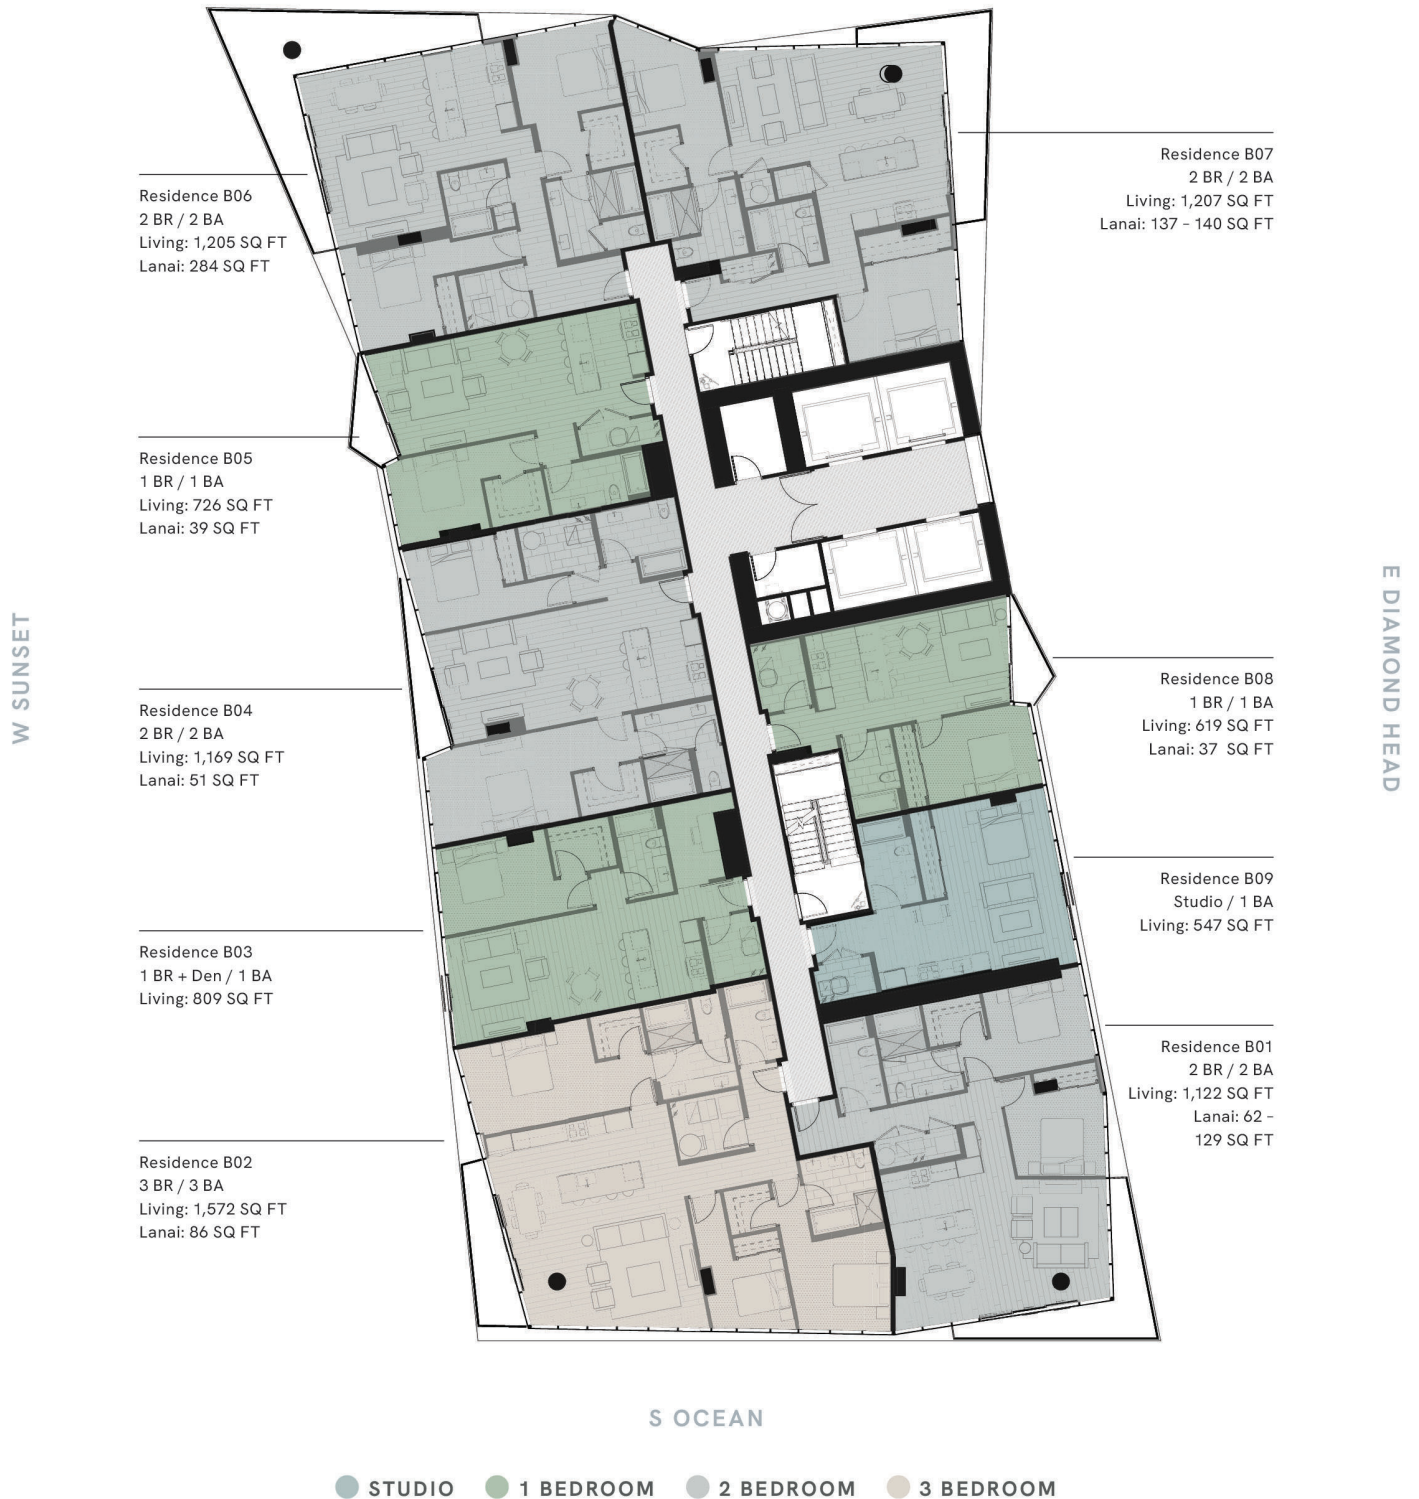 Residence B07
2 BR / 2 BA
Living: 1,207 SQ FT
Lanai: 137 – 140 SQ FT
Residence B06
2 BR / 2 BA
Living: 1,205 SQ FT
Lanai: 284 SQ FT
Residence B05
1 BR / 1 BA
Living: 726 SQ FT
Lanai: 39 SQ FT
W SUNSET
E DIAMOND HEAD
Residence B08
1 BR / 1 BA
Living: 619 SQ FT
Lanai: 37 SQ FT
Residence B04
2 BR / 2 BA
Living: 1,169 SQ FT
Lanai: 51 SQ FT
Residence B09
Studio / 1 BA
Living: 547 SQ FT
Residence B03
1 BR + Den / 1 BA
Living: 809 SQ FT
Residence B01
2 BR / 2 BA
Living: 1,122 SQ FT
Lanai: 62 –
129 SQ FT
Residence B02
3 BR / 3 BA
Living: 1,572 SQ FT
Lanai: 86 SQ FT
S OCEAN
STUDIO 1 BEDROOM 2 BEDROOM 3 BEDROOM